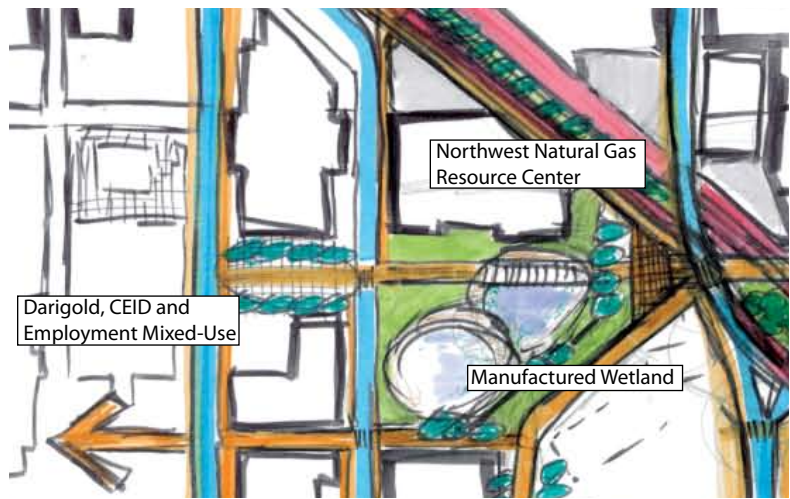 Northwest Natural Gas
Resource Center
Darigold, CEID and
Employment Mixed-Use
Manufactured Wetland